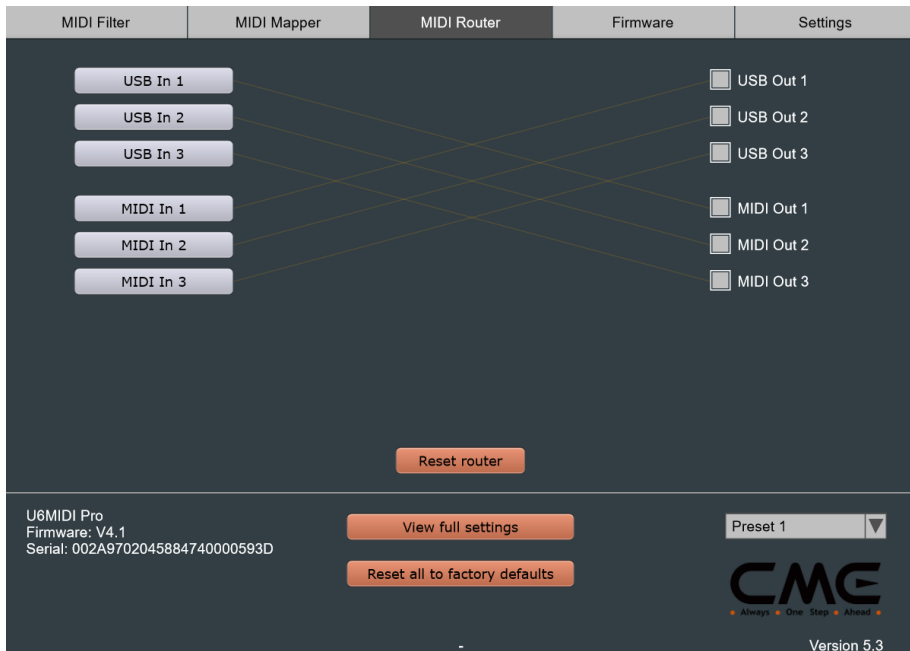 MIDI Filter MIDI Mapper MIDI Router Firmware Settings
USB In 1 USB Out 1
USB In 2 USB Out 2
USB In 3 USB Out 3
MIDI In 1 MIDI Out 1
MIDI In 2 MIDI Out 2
MIDI In 3 MIDI Out 3
Reset router
U6MIDI Pro
Firmware: V4.1
Serial: 002A9702045884740000593D
View full settings
Reset all to factory defaults
Preset 1
CME
Always One Step Ahead
-
Version 5.3